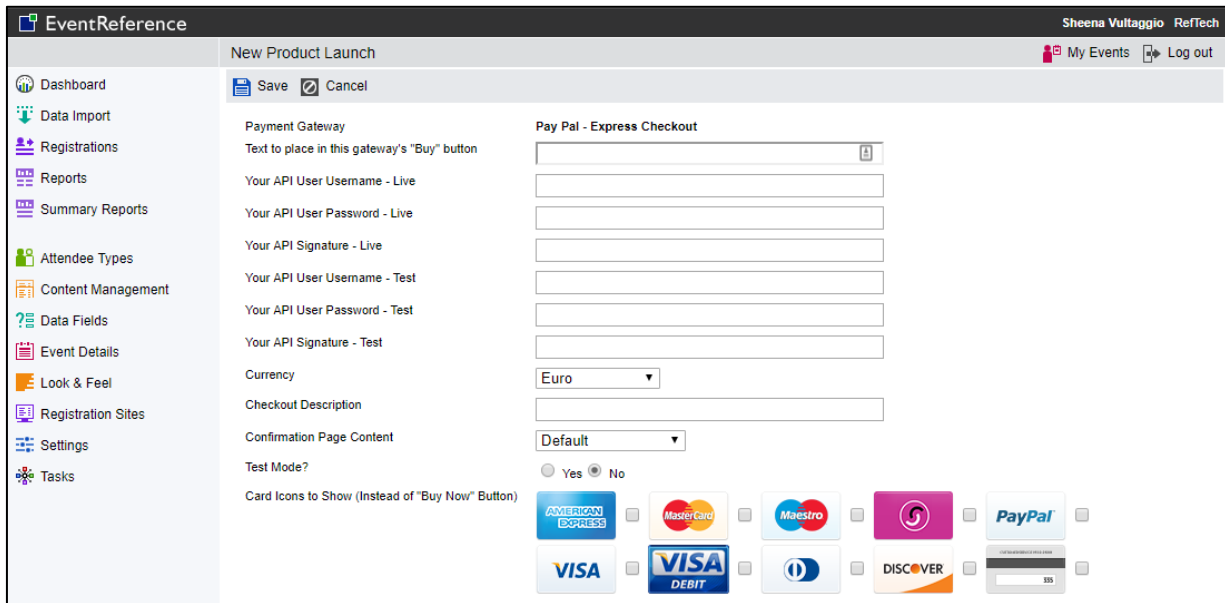 EventReference
Sheena Vultaggio RefTech
New Product Launch
My Events Log out
Dashboard
Data Import
Registrations
Reports
Summary Reports
Attendee Types
Content Management
Data Fields
Event Details
Look & Feel
Registration Sites
Settings
Tasks
Save Cancel
Payment Gateway Pay Pal - Express Checkout
Text to place in this gateway's "Buy" button
Your API User Username - Live
Your API User Password - Live
Your API Signature - Live
Your API User Username - Test
Your API User Password - Test
Your API Signature - Test
Currency Euro
Checkout Description
Confirmation Page Content Default
Test Mode? Yes No
Card Icons to Show (Instead of "Buy Now" Button)
AMERICAN EXPRESS MasterCard Maestro PayPal
VISA VISA DEBIT DISCOVER